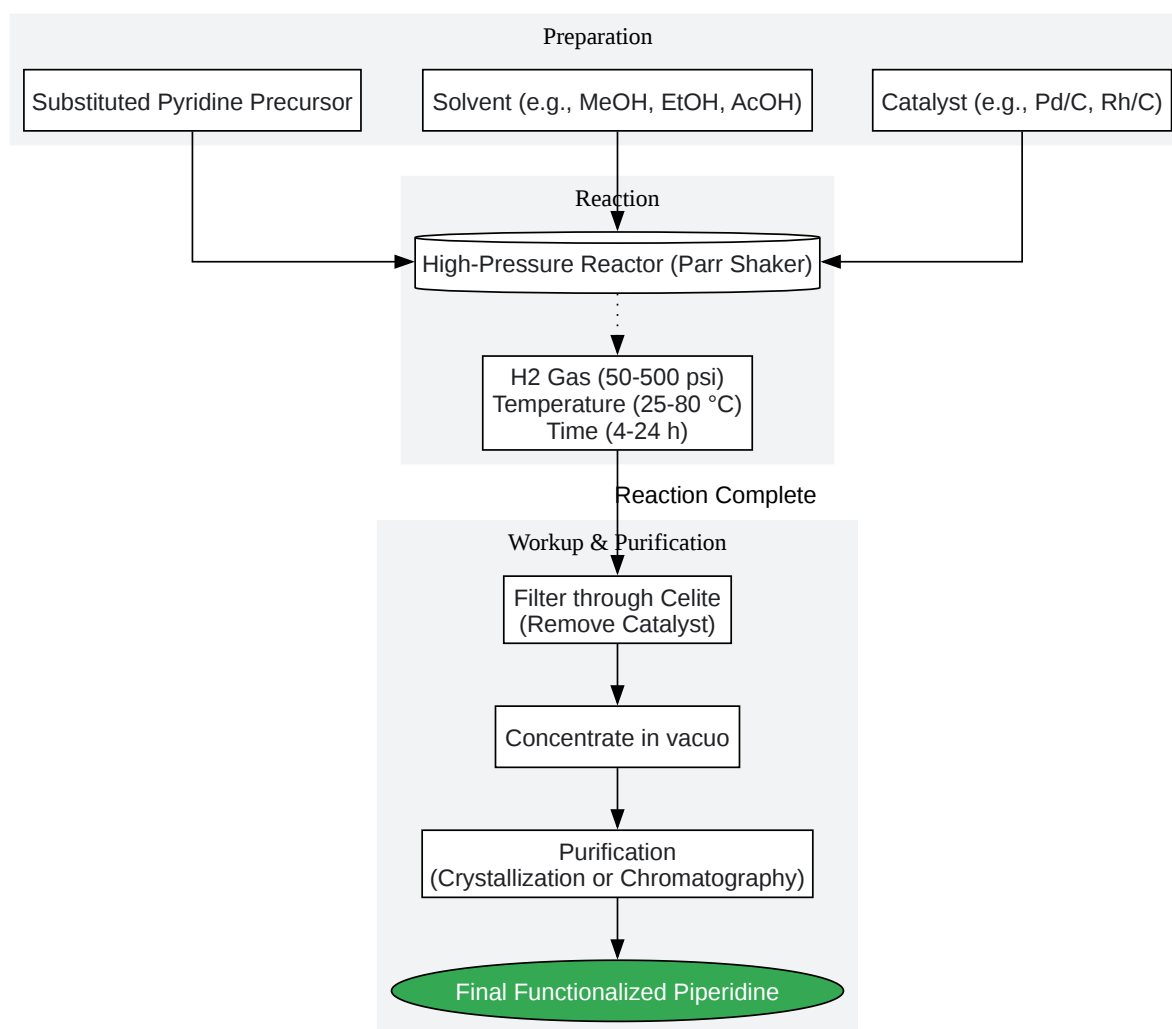 Preparation
Substituted Pyridine Precursor
Solvent (e.g., MeOH, EtOH, AcOH)
Catalyst (e.g., Pd/C, Rh/C)
Reaction
High-Pressure Reactor (Parr Shaker)
H2 Gas (50-500 psi)
Temperature (25-80 °C)
Time (4-24 h)
Reaction Complete
Workup & Purification
Filter through Celite
(Remove Catalyst)
Concentrate in vacuo
Purification
(Crystallization or Chromatography)
Final Functionalized Piperidine